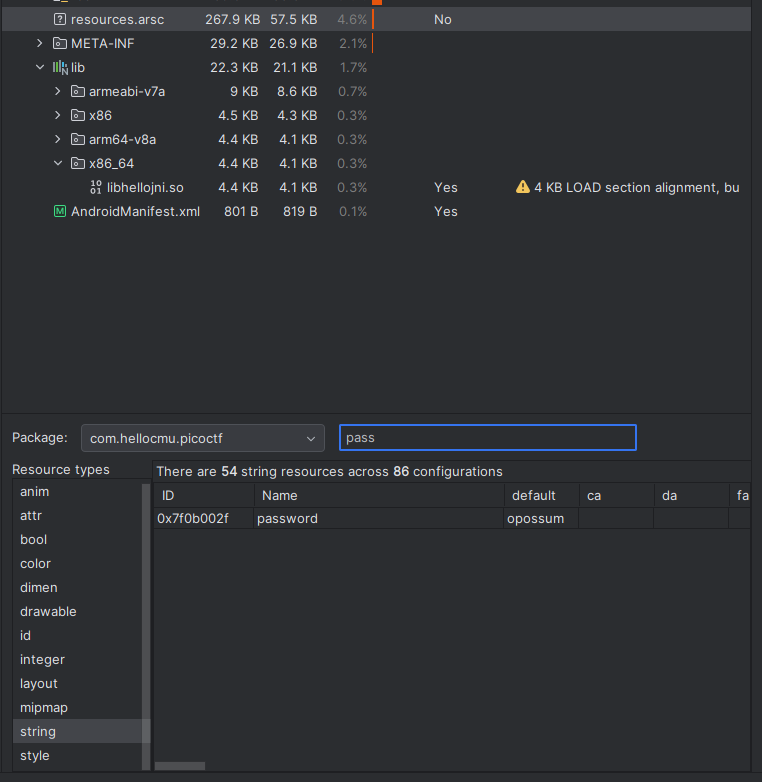 resources.arsc 267.9 KB 57.5 KB 4.6% No
META-INF 29.2 KB 26.9 KB 2.1%
lib 22.3 KB 21.1 KB 1.7%
armeabi-v7a 9 KB 8.6 KB 0.7%
x86 4.5 KB 4.3 KB 0.3%
arm64-v8a 4.4 KB 4.1 KB 0.3%
x86_64 4.4 KB 4.1 KB 0.3%
libhellojni.so 4.4 KB 4.1 KB 0.3% Yes 4 KB LOAD section alignment, bu
AndroidManifest.xml 801 B 819 B 0.1% Yes
Package: com.hellocmu.picoctf pass
Resource types There are 54 string resources across 86 configurations
ID Name default ca da fa
0x7f0b002f password opossum
anim
attr
bool
color
dimen
drawable
id
integer
layout
mipmap
string
style